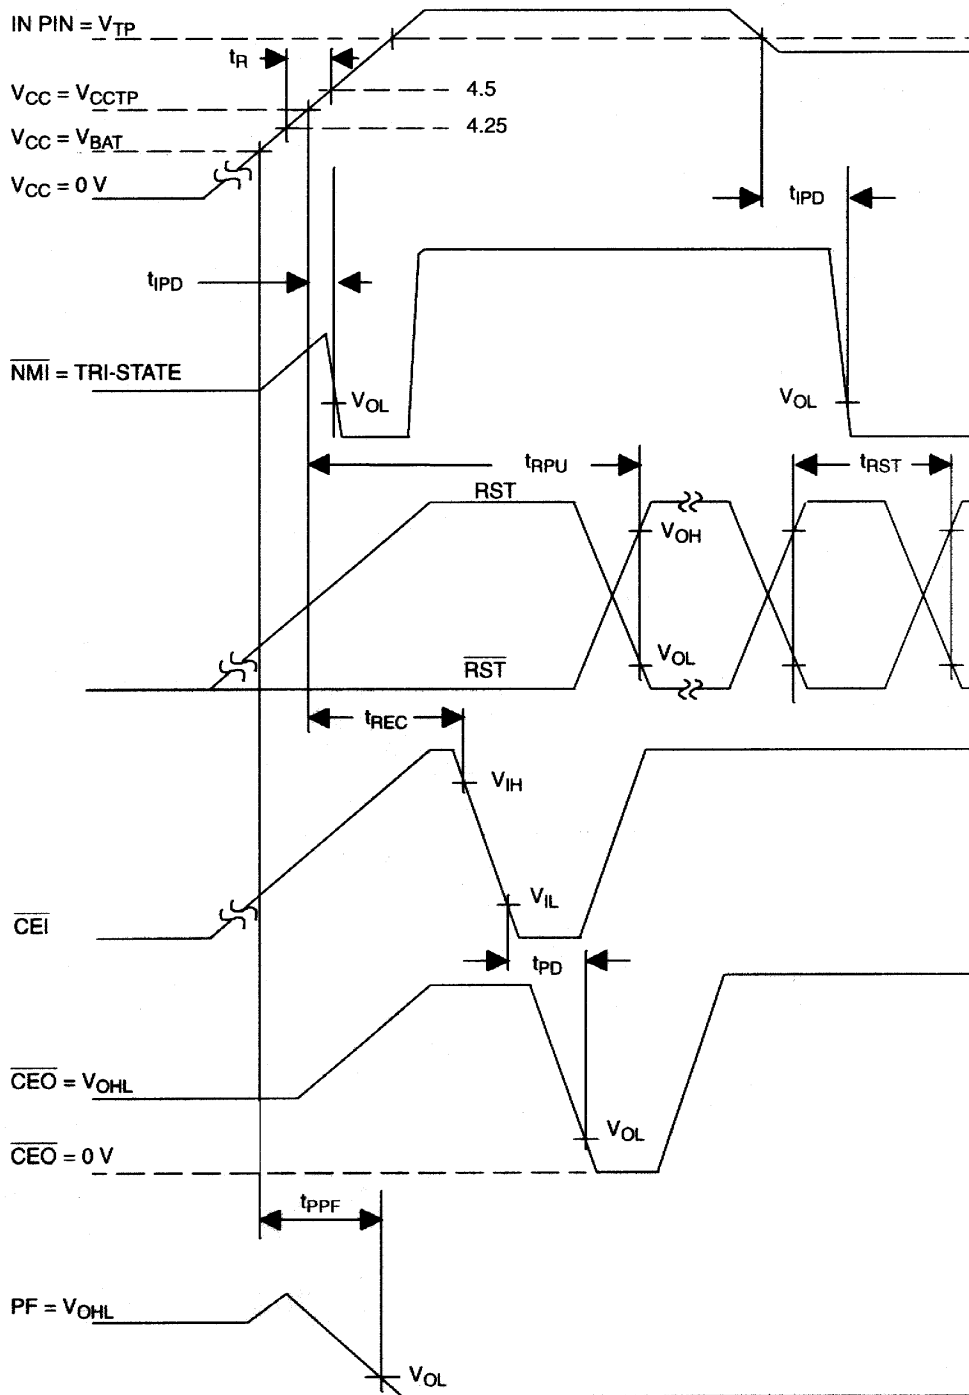 IN PIN = VTP
tR
VCC = VCCTP
4.5
VCC = VBAT
4.25
VCC = 0 V
tIPD
tIPD
NMI = TRI-STATE
VOL
VOL
tRPU
tRST
RST
VOH
VOL
RST
tREC
VIH
VIL
CEI
tPD
CEO = VOHL
VOL
CEO = 0 V
tPPF
PF = VOHL
VOL